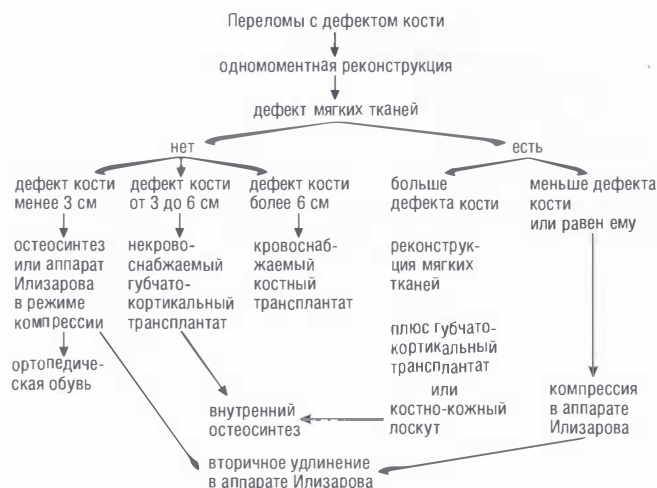 Переломы с дефектом кости
одномоментная реконструкция
дефект мягких тканей
нет
есть
дефект кости
менее 3 см
дефект кости
от 3 до 6 см
дефект кости
более 6 см
больше
дефекта кости
меньше дефекта
кости
или равен ему
остеосинтез
или аппарат
Илизарова
в режиме
компрессии
некрово-
снабжаемый
губчато-
кортикальный
трансплантат
кровоснаб-
жаемый
костный
трансплантат
реконструк-
ция мягких
тканей
плюс губчато-
кортикальный
трансплантат
или
костно-кожный
лоскут
ортопедиче-
ская обувь
внутренний
остеосинтез
компрессия
в аппарате
Илизарова
вторичное удлинение
в аппарате Илизарова